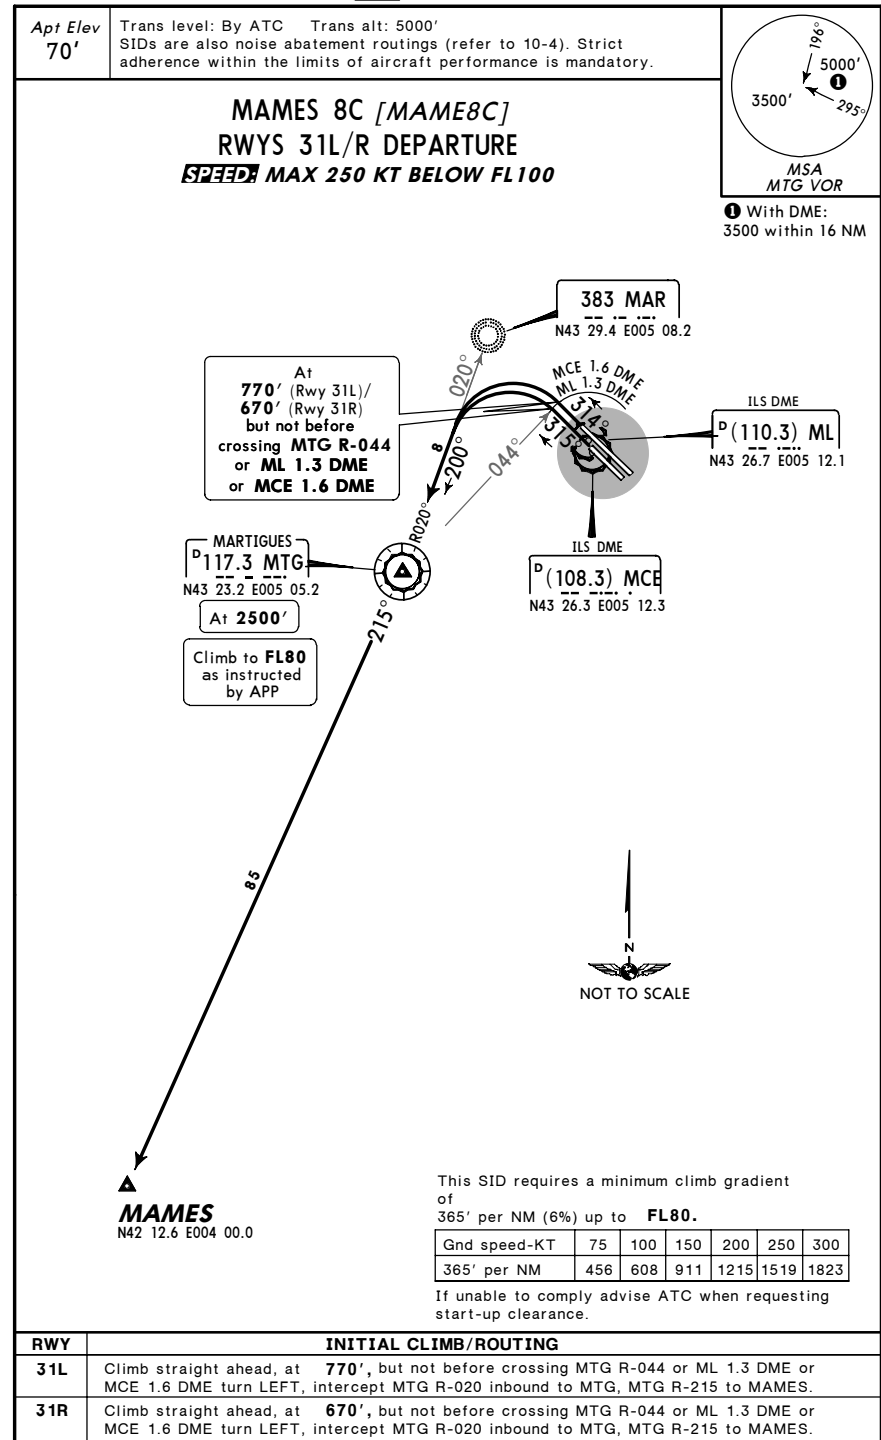 Apt Elev
70'
Trans level: By ATC Trans alt: 5000'
SIDs are also noise abatement routings (refer to 10-4). Strict
adherence within the limits of aircraft performance is mandatory.
196°
5000'
1
3500'
295°
MSA
MTG VOR
1 With DME:
3500 within 16 NM
MAMES 8C [MAME8C]
RWYS 31L/R DEPARTURE
SPEED: MAX 250 KT BELOW FL100
383 MAR
N43 29.4 E005 08.2
At
770' (Rwy 31L)/
670' (Rwy 31R)
but not before
crossing MTG R-044
or ML 1.3 DME
or MCE 1.6 DME
MCE 1.6 DME
ML 1.3 DME
020°
314°
315°
ILS DME
D (110.3) ML
N43 26.7 E005 12.1
8
200°
044°
R020°
MARTIGUES
D 117.3 MTG
N43 23.2 E005 05.2
ILS DME
D (108.3) MCE
N43 26.3 E005 12.3
At 2500'
215°
Climb to FL80
as instructed
by APP
85
N
NOT TO SCALE
MAMES
N42 12.6 E004 00.0
This SID requires a minimum climb gradient
of
365' per NM (6%) up to FL80.
Gnd speed-KT 75 100 150 200 250 300
365' per NM 456 608 911 1215 1519 1823
If unable to comply advise ATC when requesting
start-up clearance.
RWY INITIAL CLIMB/ROUTING
31L Climb straight ahead, at 770', but not before crossing MTG R-044 or ML 1.3 DME or
MCE 1.6 DME turn LEFT, intercept MTG R-020 inbound to MTG, MTG R-215 to MAMES.
31R Climb straight ahead, at 670', but not before crossing MTG R-044 or ML 1.3 DME or
MCE 1.6 DME turn LEFT, intercept MTG R-020 inbound to MTG, MTG R-215 to MAMES.